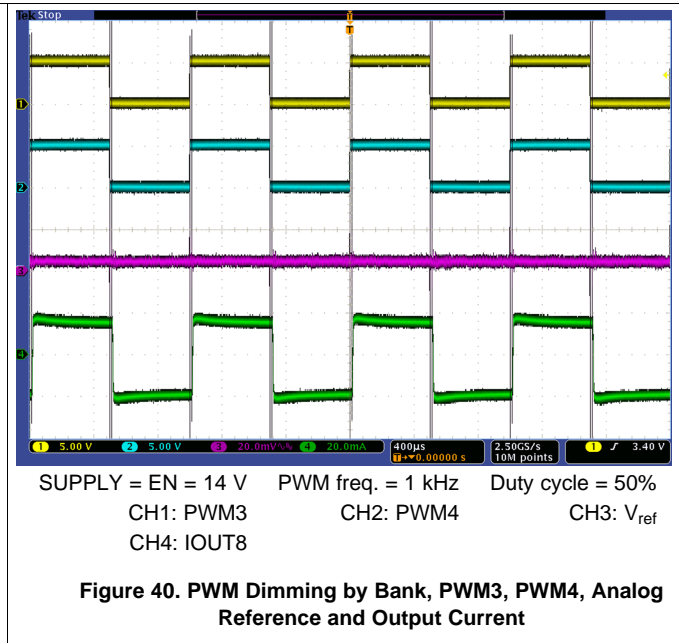 Tek Stop
T
T
1
2
3
4
1 5.00 V 2 5.00 V 3 20.0mV 4 20.0mA 400µs 2.50GS/s 1 3.40 V
T→▼0.00000 s 10M points
SUPPLY = EN = 14 V PWM freq. = 1 kHz Duty cycle = 50%
CH1: PWM3 CH2: PWM4 CH3: Vref
CH4: IOUT8
Figure 40. PWM Dimming by Bank, PWM3, PWM4, Analog
Reference and Output Current